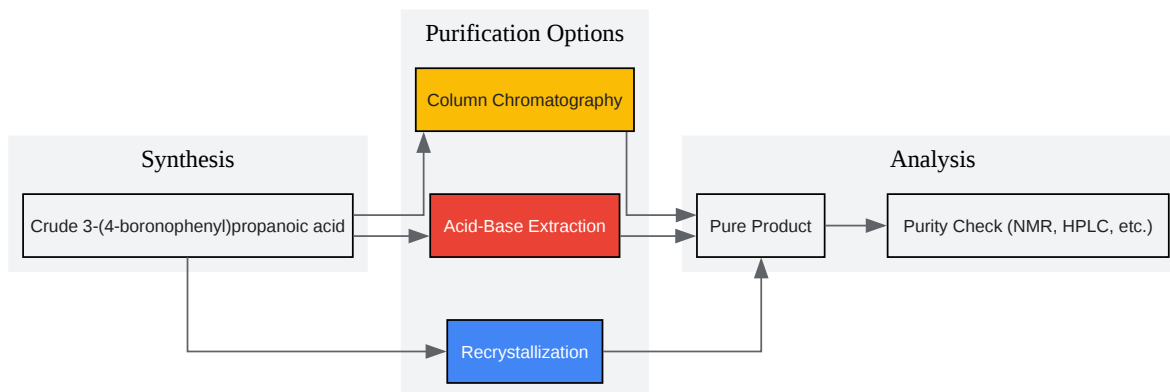 Purification Options
Column Chromatography
Synthesis
Analysis
Crude 3-(4-boronophenyl)propanoic acid
Acid-Base Extraction
Pure Product
Purity Check (NMR, HPLC, etc.)
Recrystallization